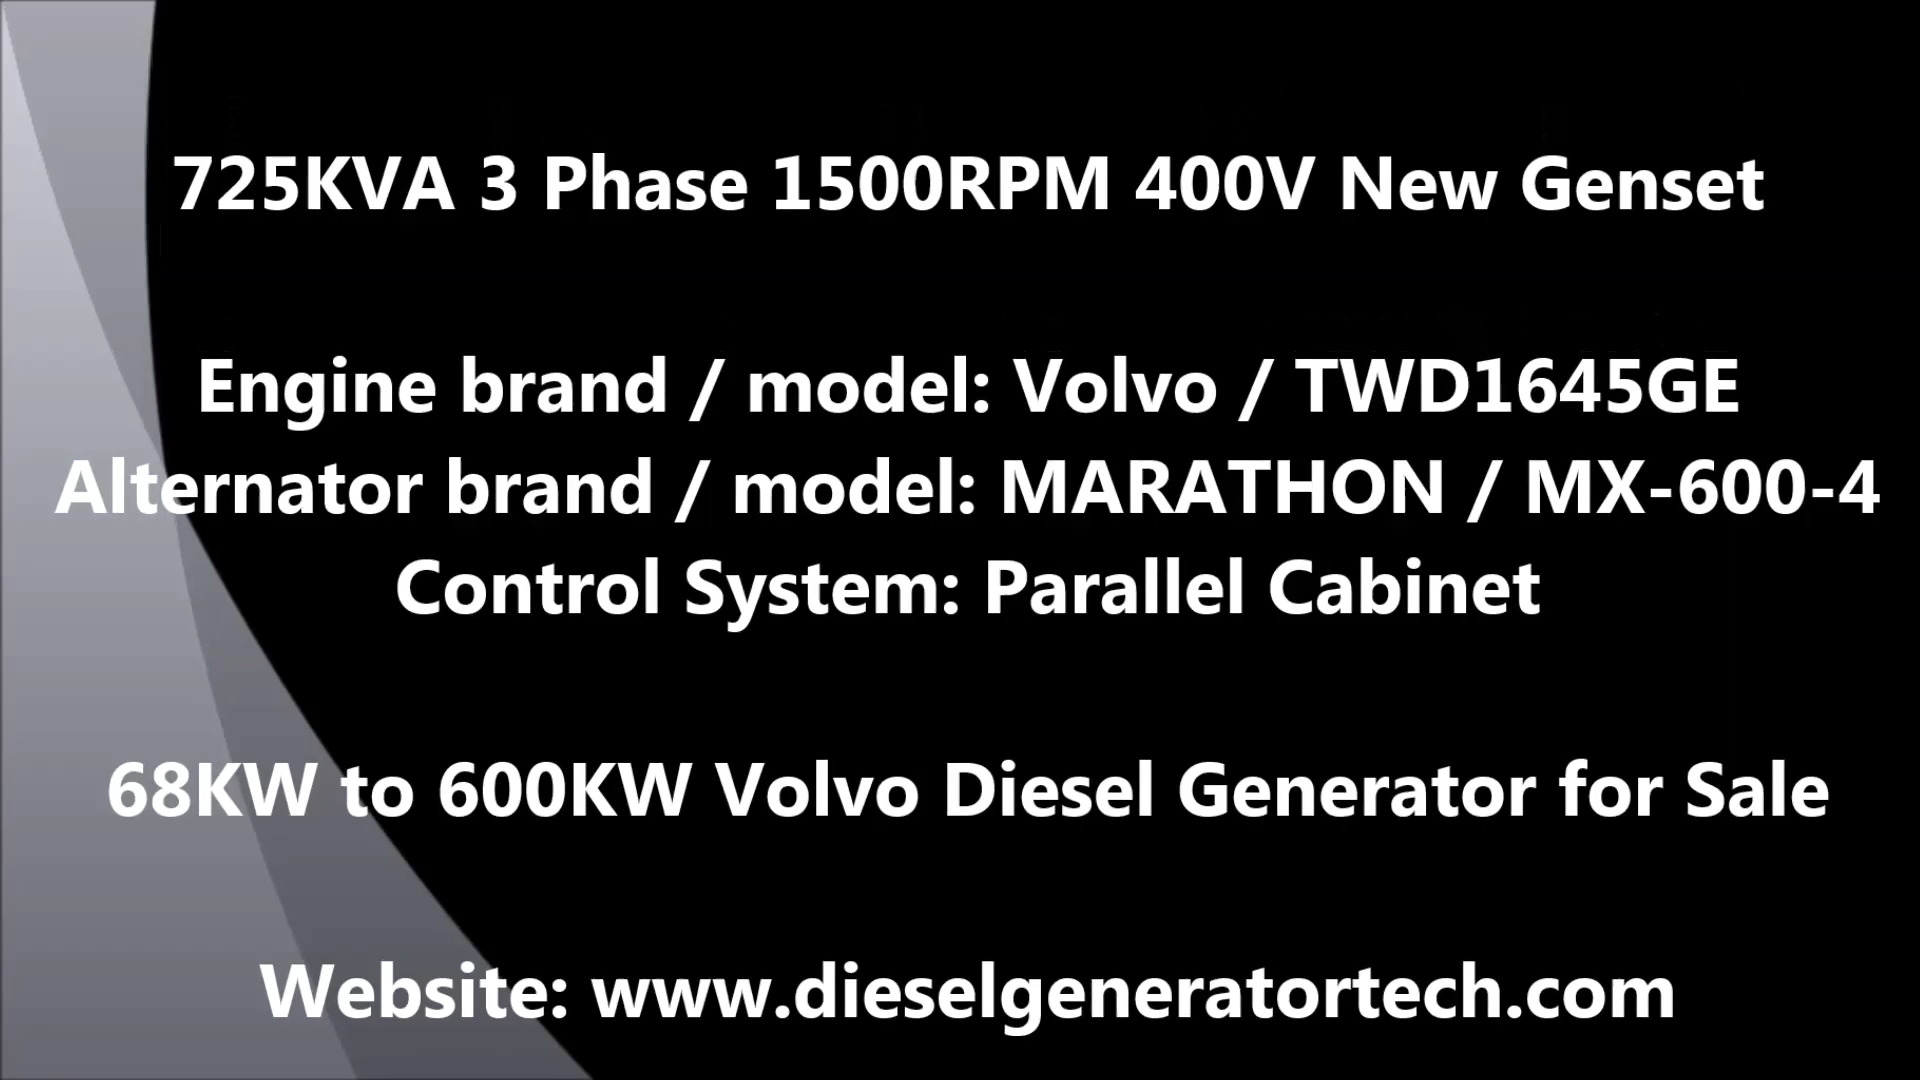 725KVA 3 Phase 1500RPM 400V New Genset
Engine brand / model: Volvo / TWD1645GE
Alternator brand / model: MARATHON / MX-600-4
Control System: Parallel Cabinet
68KW to 600KW Volvo Diesel Generator for Sale
Website: www.dieselgeneratortech.com